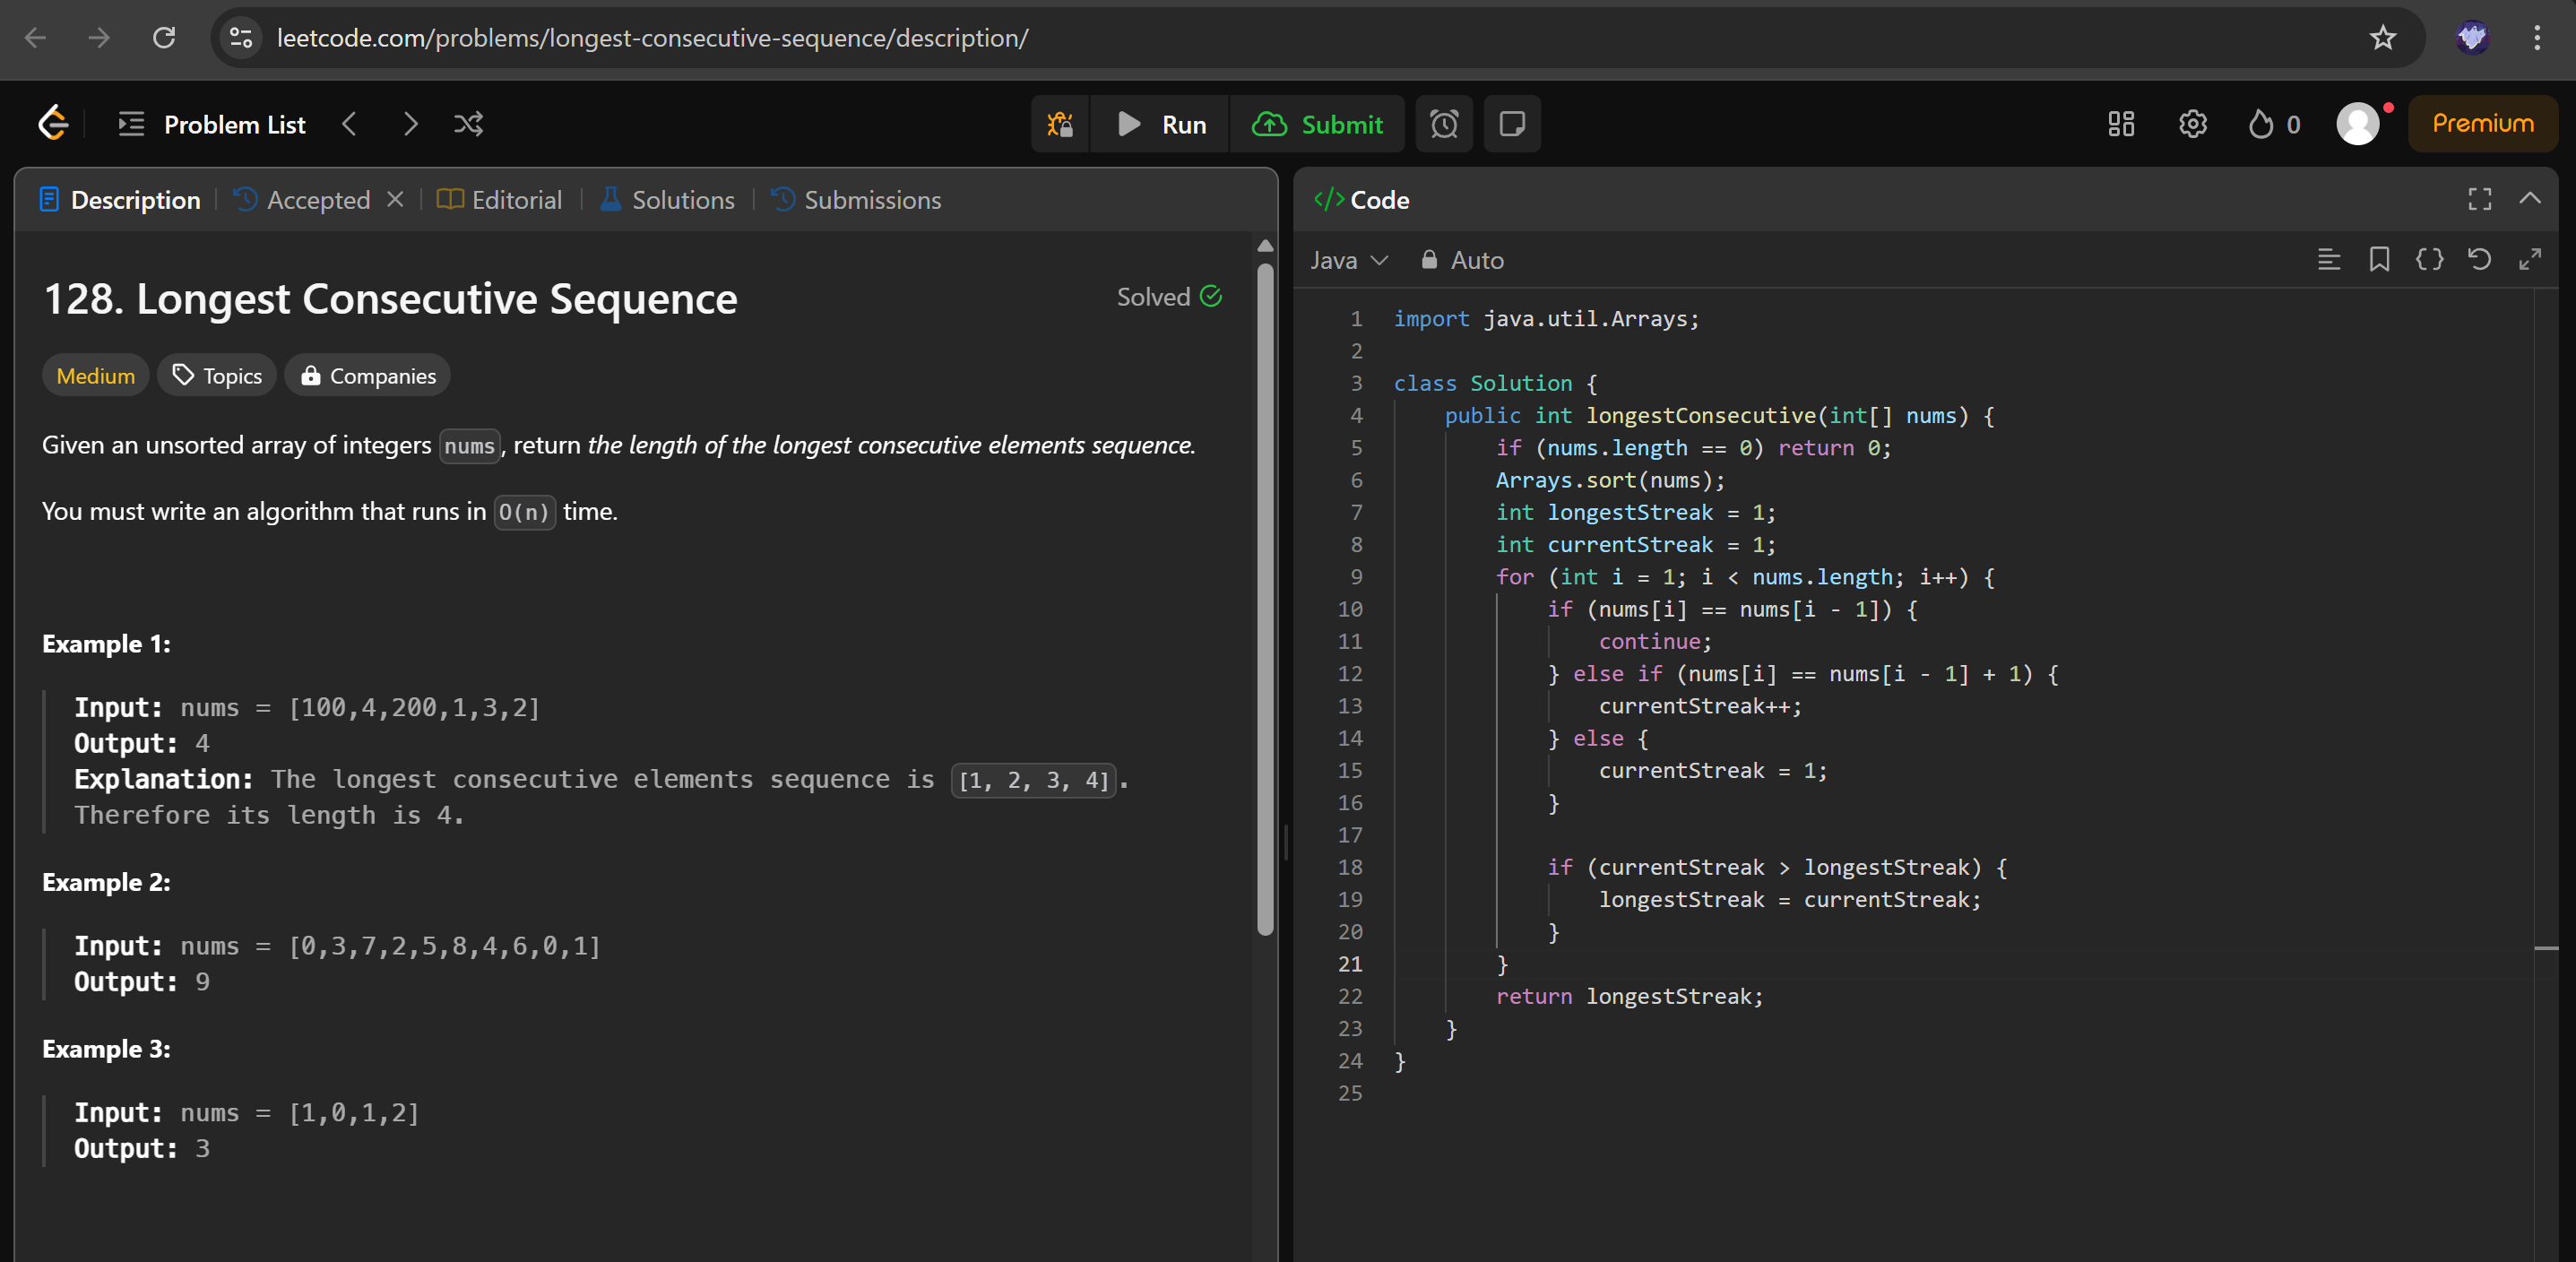 leetcode.com/problems/longest-consecutive-sequence/description/
Problem List
Run
Submit
0
Premium
Description
Accepted
Editorial
Solutions
Submissions
128. Longest Consecutive Sequence
Solved
Medium
Topics
Companies
Given an unsorted array of integers nums, return the length of the longest consecutive elements sequence.
You must write an algorithm that runs in O(n) time.
Example 1:
Input: nums = [100,4,200,1,3,2]
Output: 4
Explanation: The longest consecutive elements sequence is [1, 2, 3, 4].
Therefore its length is 4.
Example 2:
Input: nums = [0,3,7,2,5,8,4,6,0,1]
Output: 9
Example 3:
Input: nums = [1,0,1,2]
Output: 3
</> Code
Java
Auto
1 import java.util.Arrays;
2
3 class Solution {
4     public int longestConsecutive(int[] nums) {
5         if (nums.length == 0) return 0;
6         Arrays.sort(nums);
7         int longestStreak = 1;
8         int currentStreak = 1;
9         for (int i = 1; i < nums.length; i++) {
10             if (nums[i] == nums[i - 1]) {
11                 continue;
12             } else if (nums[i] == nums[i - 1] + 1) {
13                 currentStreak++;
14             } else {
15                 currentStreak = 1;
16             }
17
18             if (currentStreak > longestStreak) {
19                 longestStreak = currentStreak;
20             }
21         }
22         return longestStreak;
23     }
24 }
25